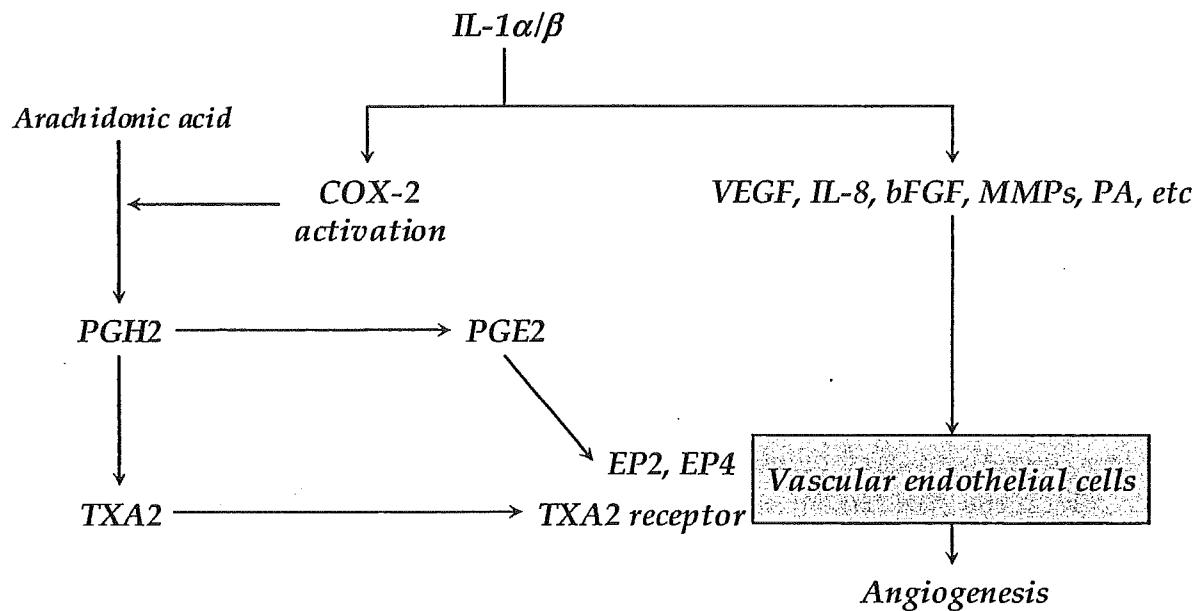 IL-1α/β
Arachidonic acid
COX-2
activation
VEGF, IL-8, bFGF, MMPs, PA, etc
PGH2
PGE2
EP2, EP4
Vascular endothelial cells
TXA2
TXA2 receptor
Angiogenesis